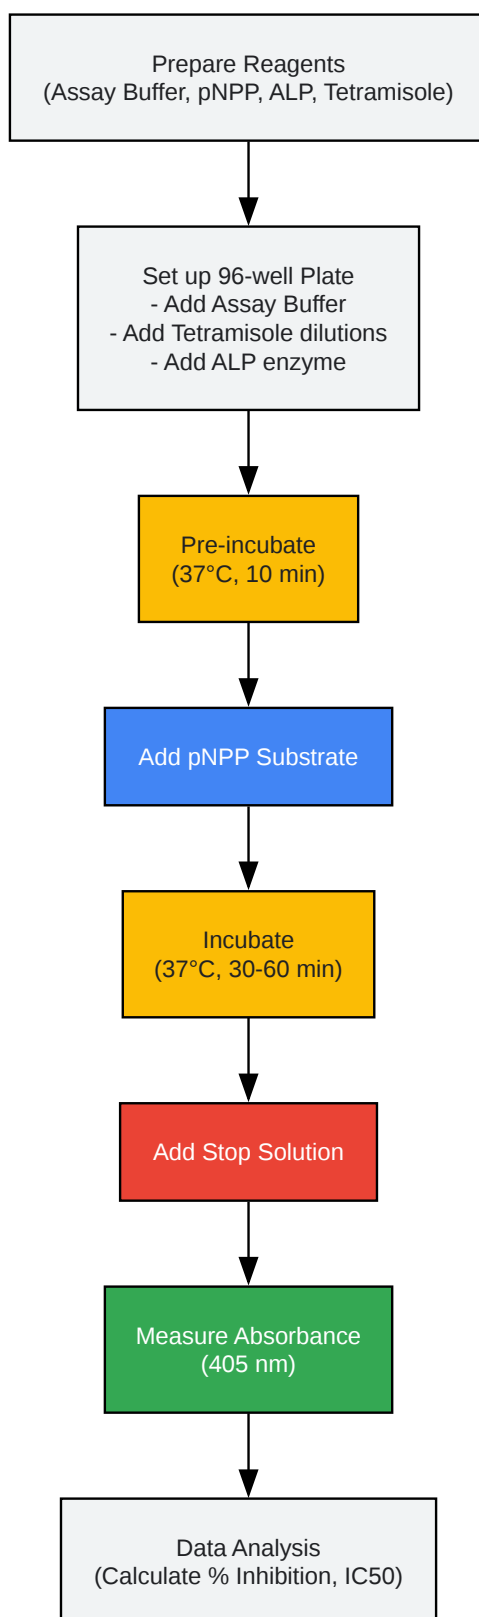 Prepare Reagents
(Assay Buffer, pNPP, ALP, Tetramisole)
Set up 96-well Plate
- Add Assay Buffer
- Add Tetramisole dilutions
- Add ALP enzyme
Pre-incubate
(37°C, 10 min)
Add pNPP Substrate
Incubate
(37°C, 30-60 min)
Add Stop Solution
Measure Absorbance
(405 nm)
Data Analysis
(Calculate % Inhibition, IC50)